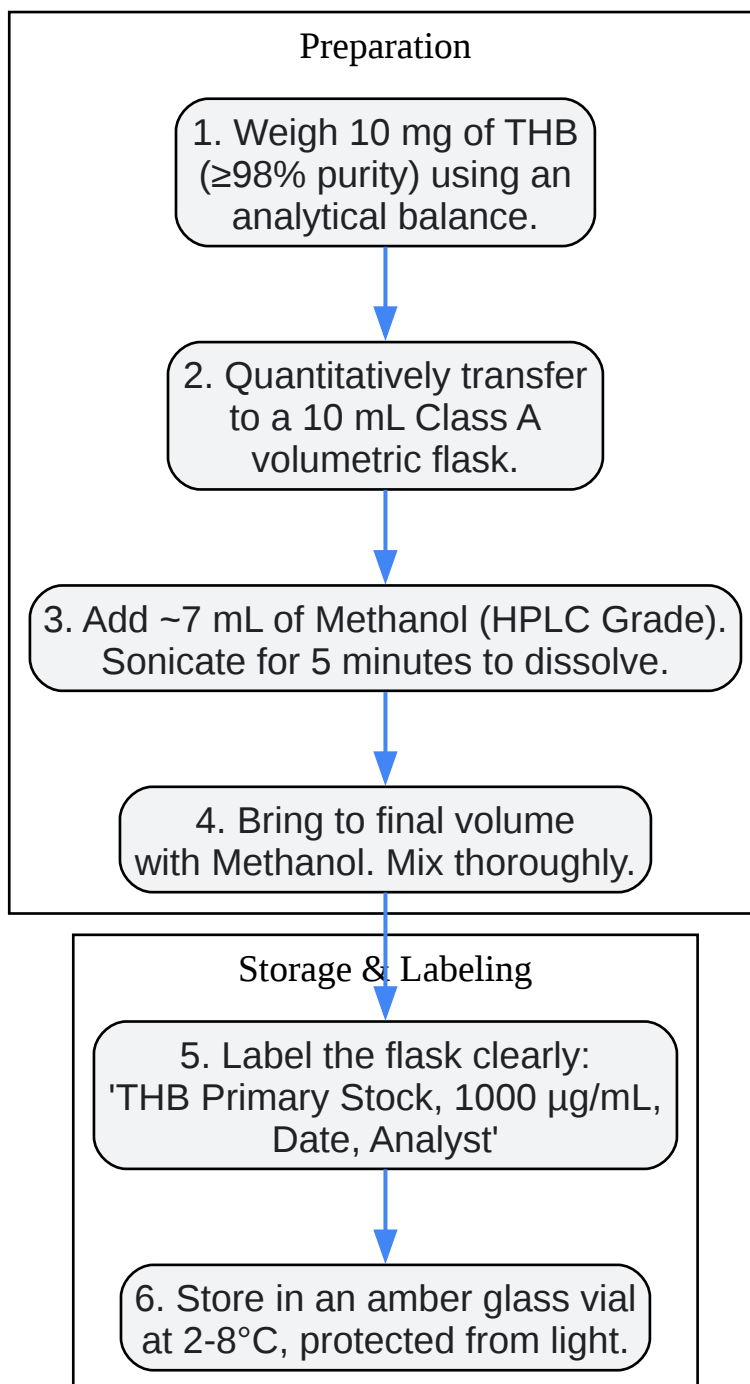 Preparation
1. Weigh 10 mg of THB
(≥98% purity) using an
analytical balance.
2. Quantitatively transfer
to a 10 mL Class A
volumetric flask.
3. Add ~7 mL of Methanol (HPLC Grade).
Sonicate for 5 minutes to dissolve.
4. Bring to final volume
with Methanol. Mix thoroughly.
Storage & Labeling
5. Label the flask clearly:
'THB Primary Stock, 1000 µg/mL,
Date, Analyst'
6. Store in an amber glass vial
at 2-8°C, protected from light.